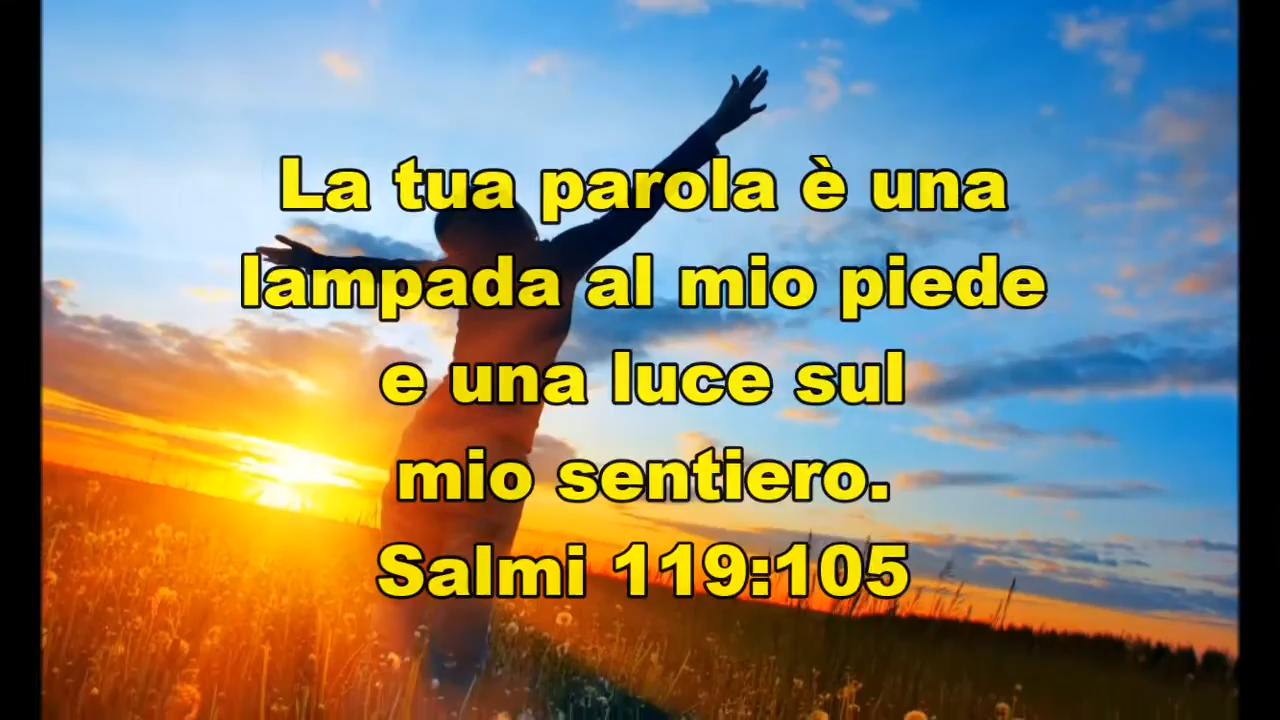 La tua parola è una
lampada al mio piede
e una luce sul
mio sentiero.
Salmi 119:105